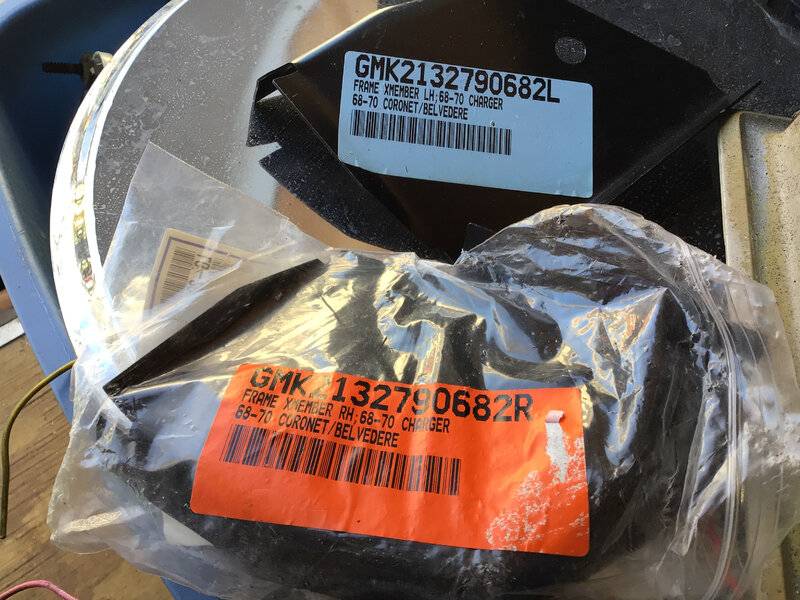 GMK2132790682L
FRAME XMEMBER LH;68-70 CHARGER
68-70 CORONET/BELVEDERE
GMK2132790682R
FRAME XMEMBER RH;68-70 CHARGER
68-70 CORONET/BELVEDERE